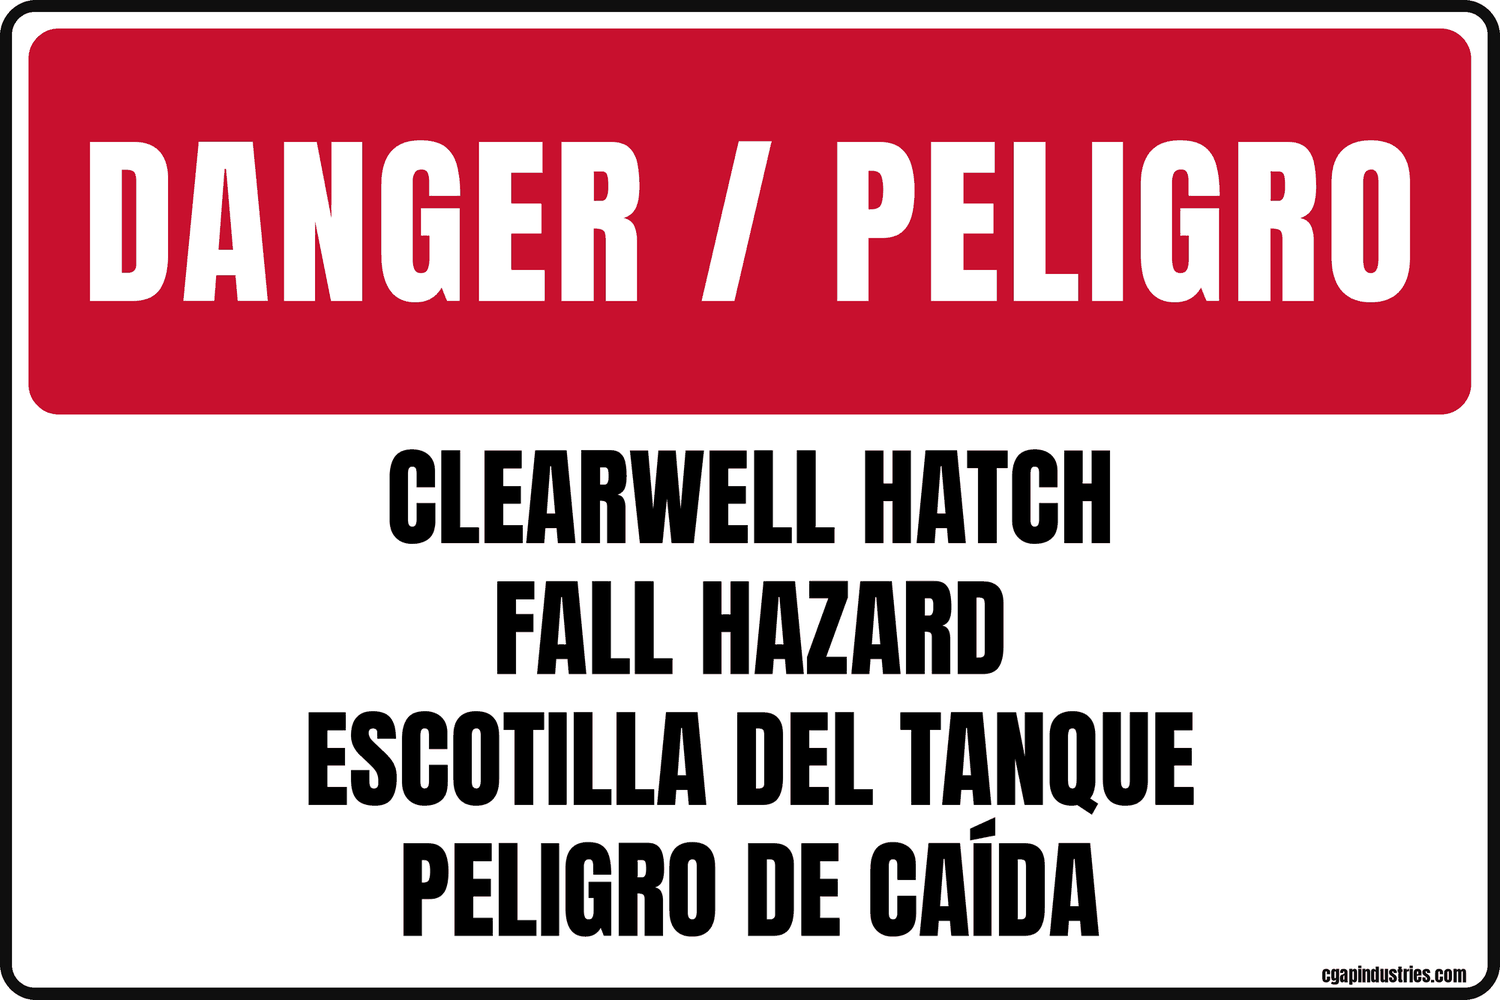 DANGER / PELIGRO
CLEARWELL HATCH
FALL HAZARD
ESCOTILLA DEL TANQUE
PELIGRO DE CAÍDA
cgapindustries.com